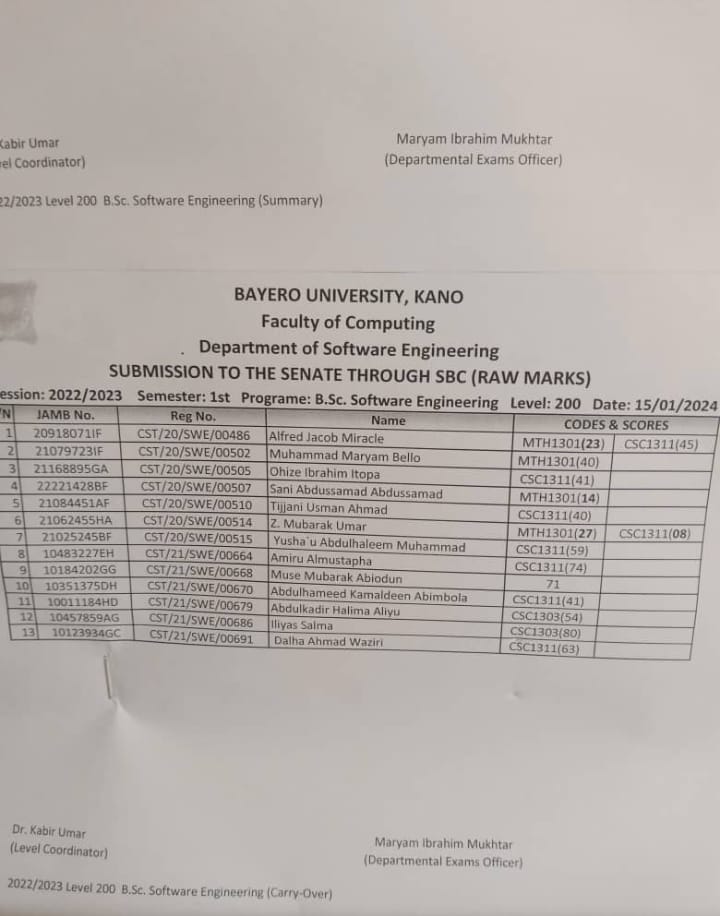 Kabir Umar
Maryam Ibrahim Mukhtar
vel Coordinator)
(Departmental Exams Officer)
22/2023 Level 200 B.Sc. Software Engineering (Summary)
BAYERO UNIVERSITY, KANO
Faculty of Computing
Department of Software Engineering
SUBMISSION TO THE SENATE THROUGH SBC (RAW MARKS)
ession: 2022/2023 Semester: 1st Programe: B.Sc. Software Engineering Level: 200 Date: 15/01/2024
/N JAMB No. Reg No. Name CODES & SCORES
1 20918071IF CST/20/SWE/00486 Alfred Jacob Miracle MTH1301(23) CSC1311(45)
2 21079723IF CST/20/SWE/00502 Muhammad Maryam Bello MTH1301(40)
3 21168895GA CST/20/SWE/00505 Ohize Ibrahim Itopa CSC1311(41)
4 22221428BF CST/20/SWE/00507 Sani Abdussamad Abdussamad MTH1301(14)
5 21084451AF CST/20/SWE/00510 Tijjani Usman Ahmad CSC1311(40)
6 21062455HA CST/20/SWE/00514 Z. Mubarak Umar MTH1301(27) CSC1311(08)
7 21025245BF CST/20/SWE/00515 Yusha'u Abdulhaleem Muhammad CSC1311(59)
8 10483227EH CST/21/SWE/00664 Amiru Almustapha CSC1311(74)
9 10184202GG CST/21/SWE/00668 Muse Mubarak Abiodun 71
10 10351375DH CST/21/SWE/00670 Abdulhameed Kamaldeen Abimbola CSC1311(41)
11 10011184HD CST/21/SWE/00679 Abdulkadir Halima Aliyu CSC1303(54)
12 10457859AG CST/21/SWE/00686 Iliyas Salma CSC1303(80)
13 10123934GC CST/21/SWE/00691 Dalha Ahmad Waziri CSC1311(63)
Dr. Kabir Umar
Maryam Ibrahim Mukhtar
(Level Coordinator)
(Departmental Exams Officer)
2022/2023 Level 200 B.Sc. Software Engineering (Carry-Over)